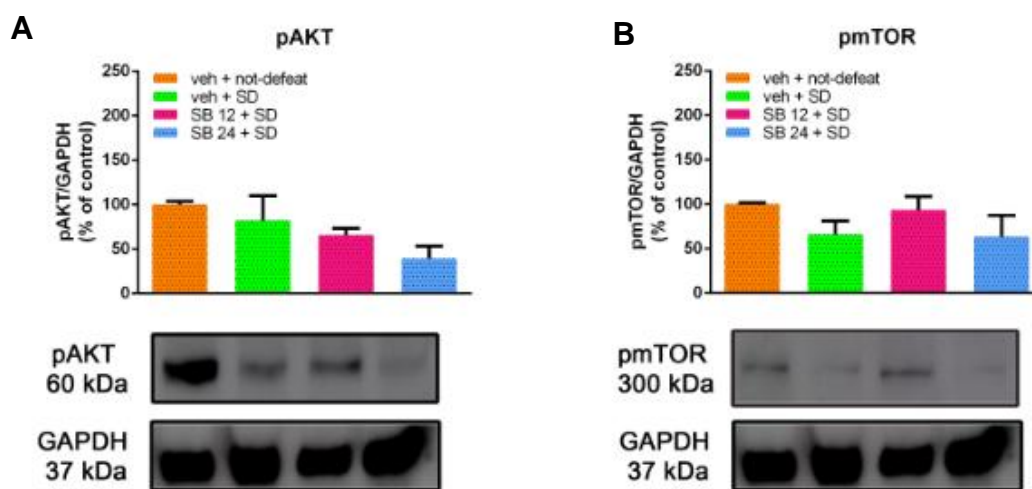 A
pAKT
veh + not-defeat
veh + SD
SB 12 + SD
SB 24 + SD
pAKT/GAPDH
(% of control)
250
200
150
100
50
0
pAKT
60 kDa
GAPDH
37 kDa
B
pmTOR
veh + not-defeat
veh + SD
SB 12 + SD
SB 24 + SD
pmTOR/GAPDH
(% of control)
250
200
150
100
50
0
pmTOR
300 kDa
GAPDH
37 kDa